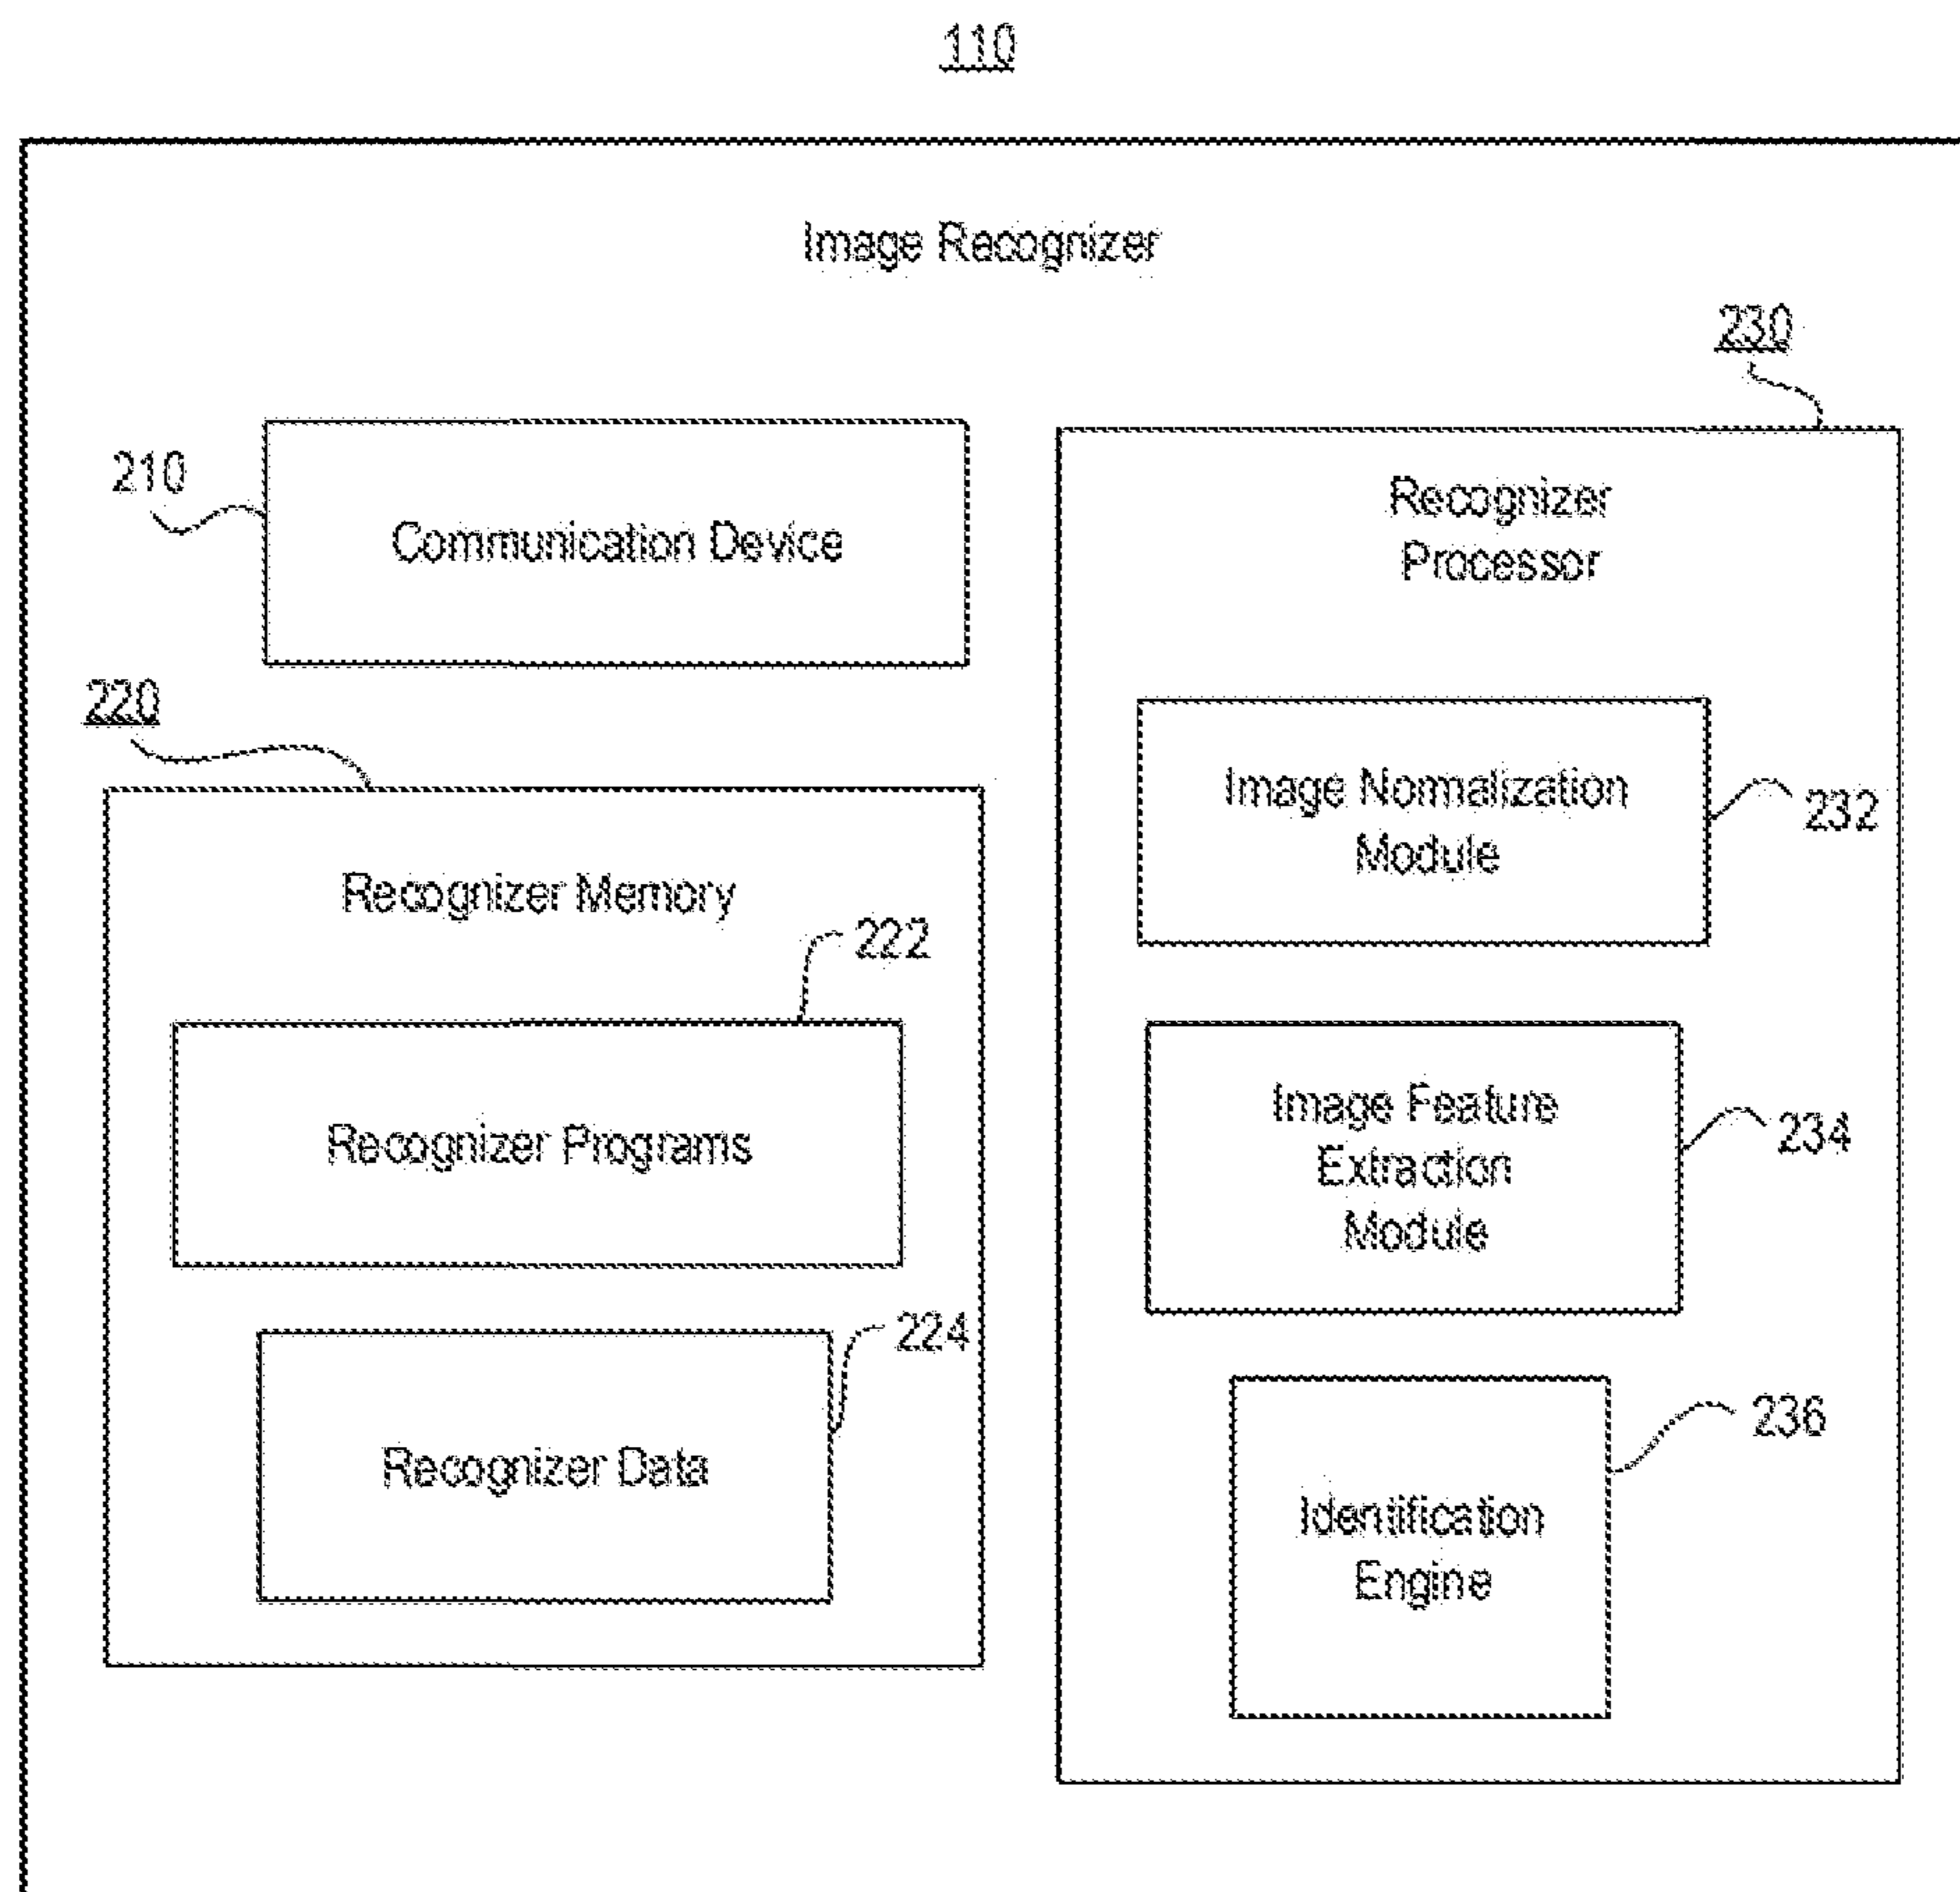 110
Image Recognizer
210
Communication Device
220
Recognizer Memory
222
Recognizer Programs
224
Recognizer Data
230
Recognizer
Processor
Image Normalization
Module
232
Image Feature
Extraction
Module
234
Identification
Engine
236